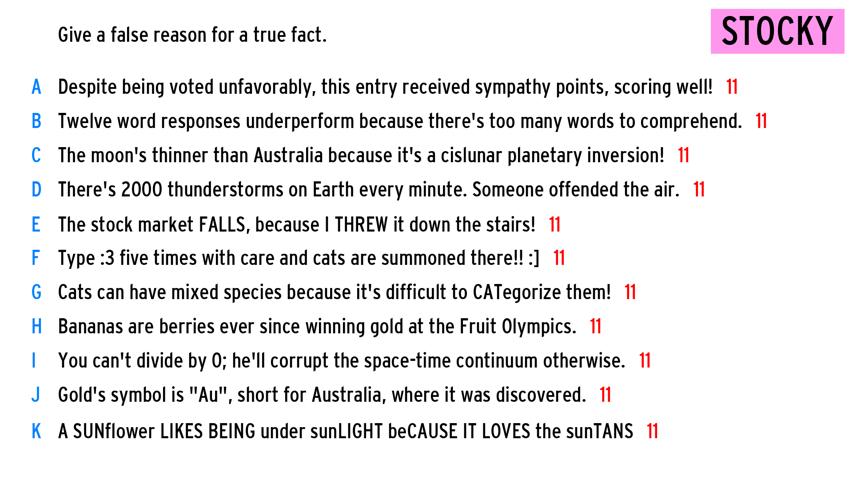 Give a false reason for a true fact.
STOCKY
A Despite being voted unfavorably, this entry received sympathy points, scoring well! 11
B Twelve word responses underperform because there's too many words to comprehend. 11
C The moon's thinner than Australia because it's a cislunar planetary inversion! 11
D There's 2000 thunderstorms on Earth every minute. Someone offended the air. 11
E The stock market FALLS, because I THREW it down the stairs! 11
F Type :3 five times with care and cats are summoned there!! :] 11
G Cats can have mixed species because it's difficult to CATegorize them! 11
H Bananas are berries ever since winning gold at the Fruit Olympics. 11
I You can't divide by 0; he'll corrupt the space-time continuum otherwise. 11
J Gold's symbol is "Au", short for Australia, where it was discovered. 11
K A SUNflower LIKES BEING under sunLIGHT beCAUSE IT LOVES the sunTANS 11